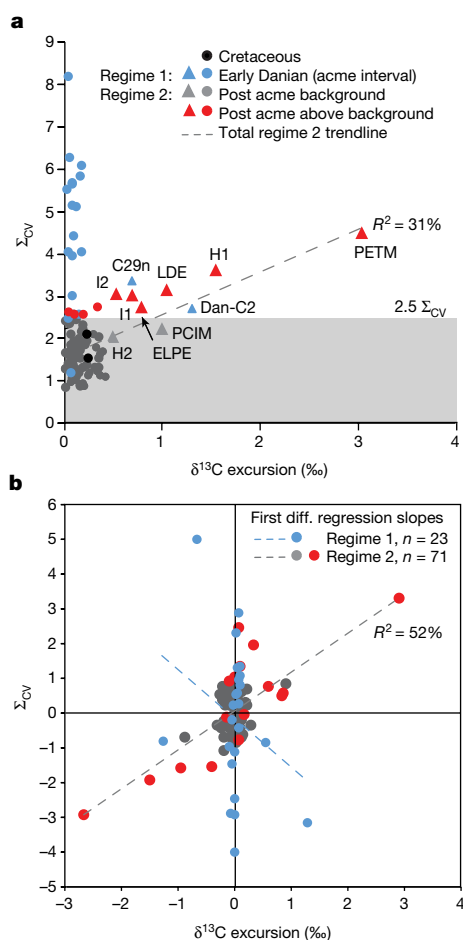 a
9
8
7
6
5
4
3
2
1
0
ΣCV
Cretaceous
Regime 1: Early Danian (acme interval)
Regime 2: Post acme background
Post acme above background
Total regime 2 trendline
R² = 31%
PETM
H1
C29n
LDE
I2
Dan-C2
I1
2.5 ΣCV
H2
PCIM
ELPE
0 1 2 3 4
δ¹³C excursion (‰)
b
6
5
4
3
2
1
0
−1
−2
−3
−4
−5
ΣCV
First diff. regression slopes
Regime 1, n = 23
Regime 2, n = 71
R² = 52%
−3 −2 −1 0 1 2 3 4
δ¹³C excursion (‰)